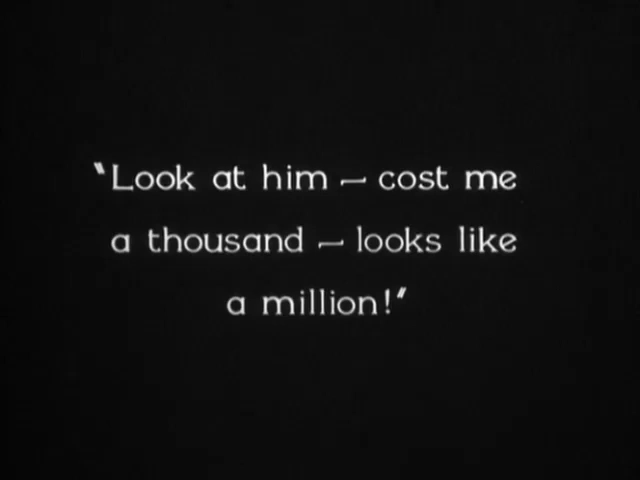 "Look at him — cost me
a thousand — looks like
a million!"